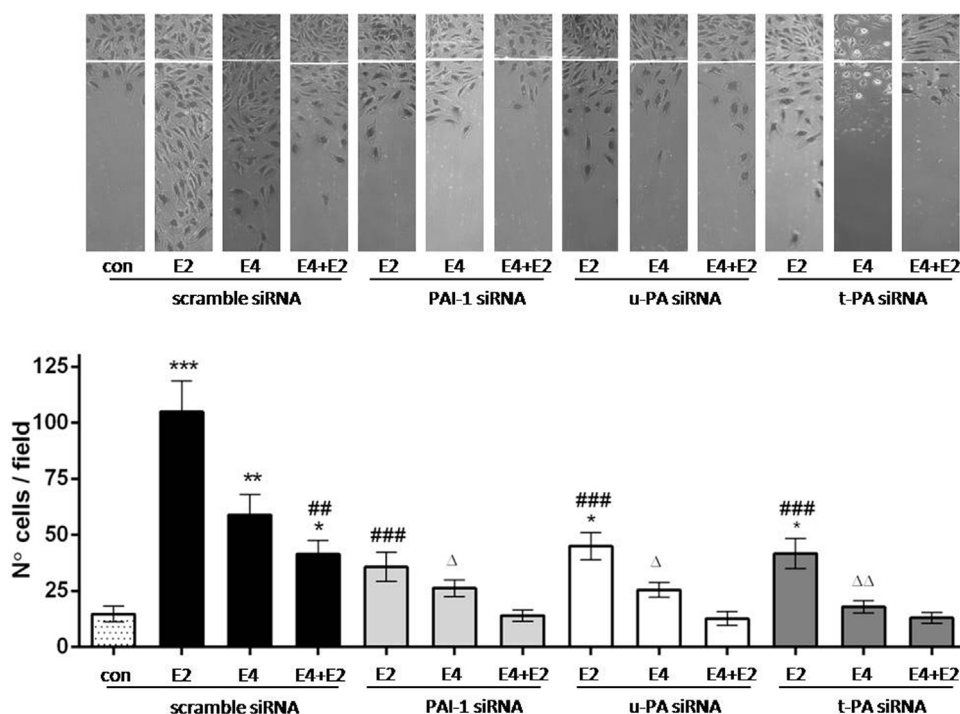 con E2 E4 E4+E2 E2 E4 E4+E2 E2 E4 E4+E2 E2 E4 E4+E2
scramble siRNA PAI-1 siRNA u-PA siRNA t-PA siRNA
N° cells / field
125
100
75
50
25
0
***
**
##
*
###
Δ
###
*
Δ
###
*
ΔΔ
con E2 E4 E4+E2 E2 E4 E4+E2 E2 E4 E4+E2 E2 E4 E4+E2
scramble siRNA PAI-1 siRNA u-PA siRNA t-PA siRNA